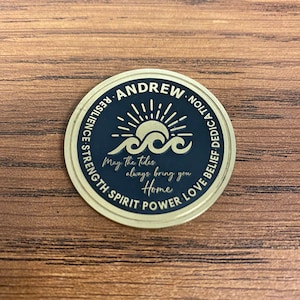 ANDREW
RESILIENCE STRENGTH SPIRIT POWER LOVE BELIEF DEDICATION
May the Tides
always bring you
Home